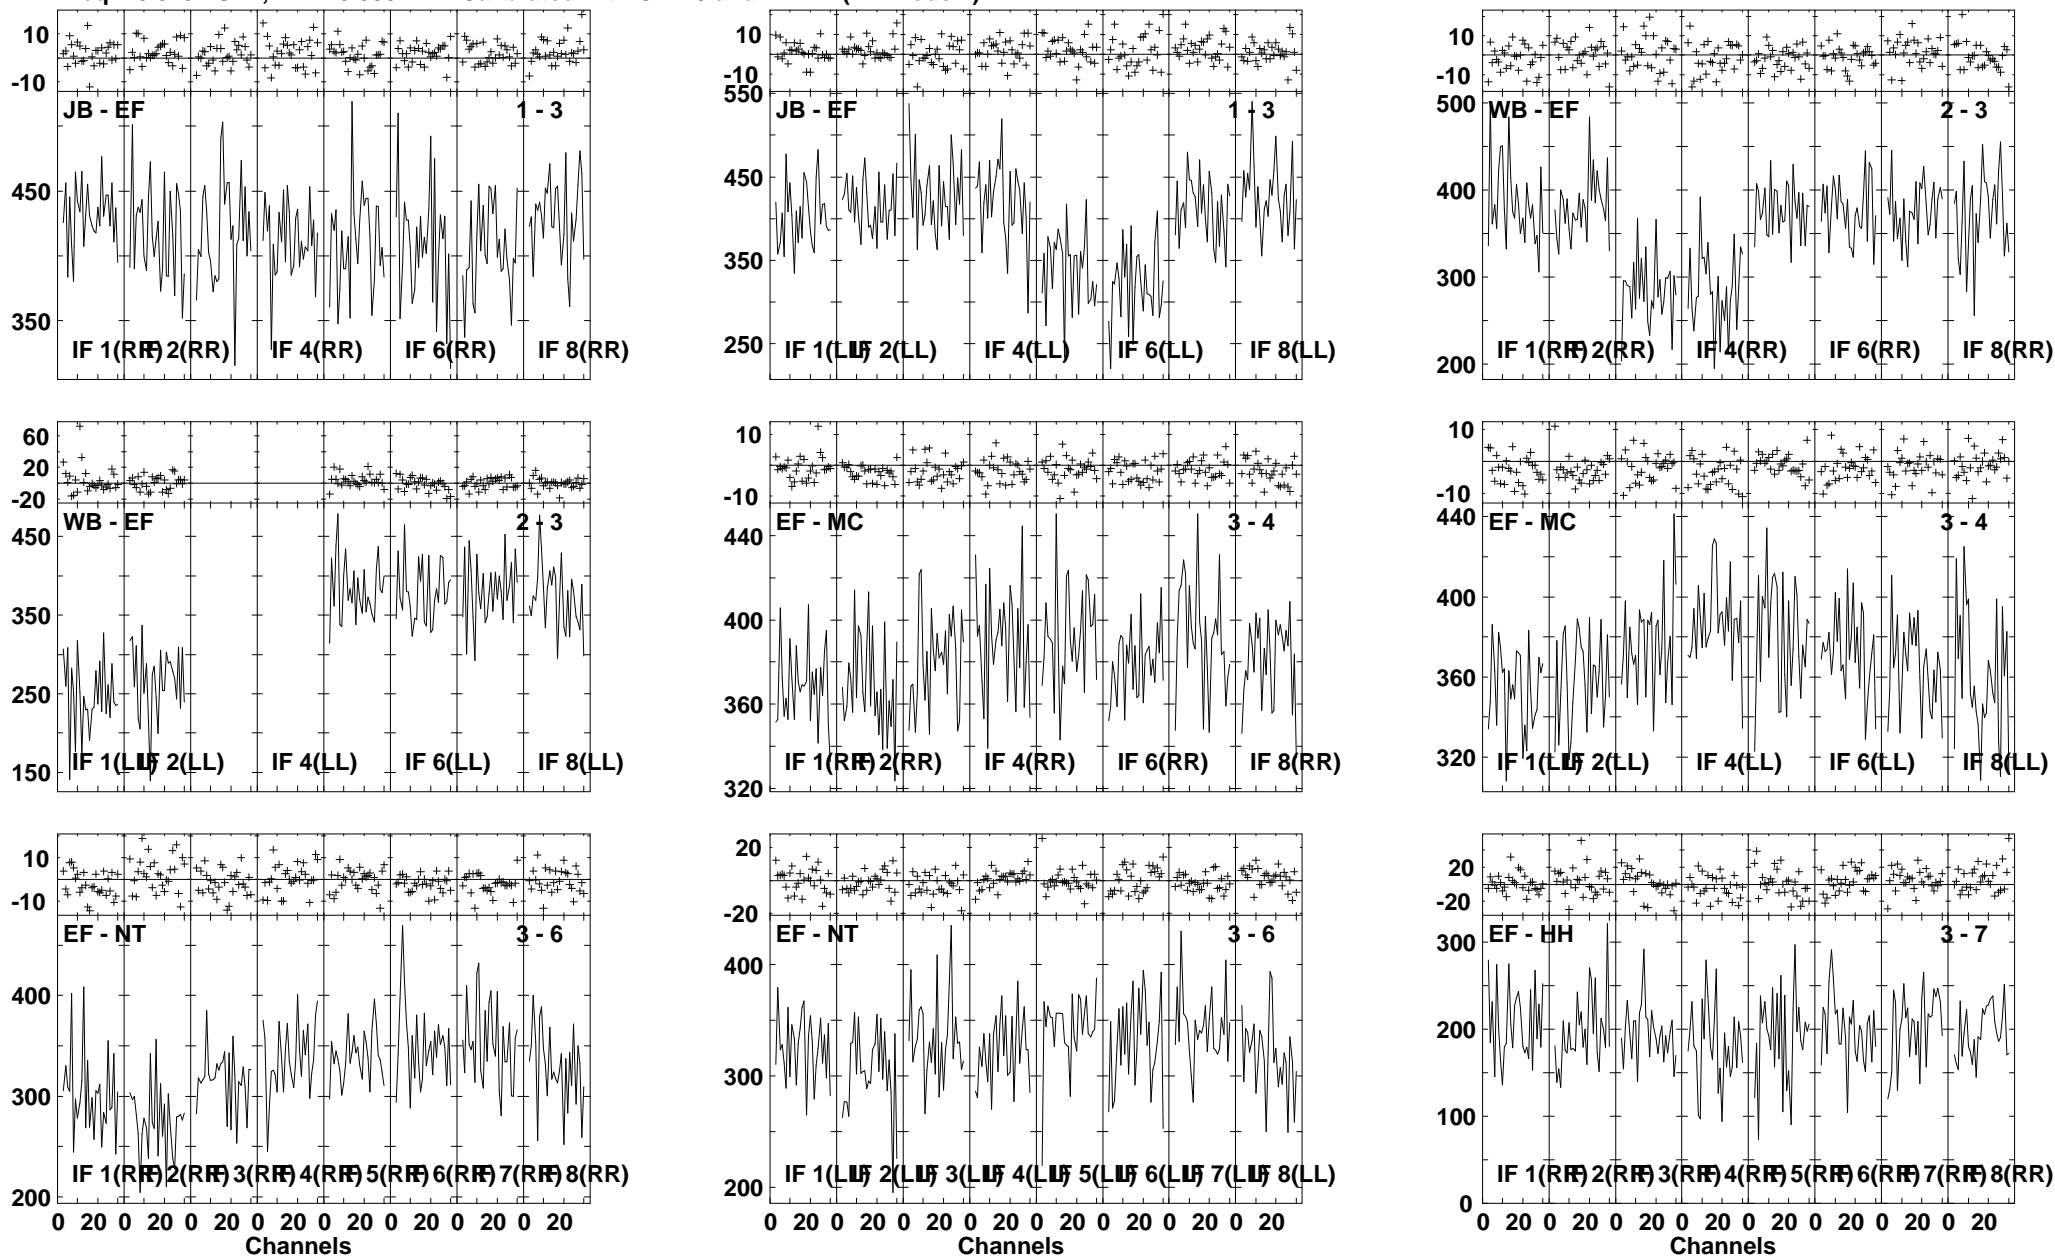 10
-10
JB - EF
1 - 3
450
350
IF 1(RR)
IF 2(RR)
IF 4(RR)
IF 6(RR)
IF 8(RR)
10
-10
550
JB - EF
1 - 3
450
350
250
IF 1(LL)
IF 2(LL)
IF 4(LL)
IF 6(LL)
IF 8(LL)
10
-10
500
WB - EF
2 - 3
400
300
200
IF 1(RR)
IF 2(RR)
IF 4(RR)
IF 6(RR)
IF 8(RR)
60
20
-20
WB - EF
2 - 3
450
350
250
150
IF 1(LL)
IF 2(LL)
IF 4(LL)
IF 6(LL)
IF 8(LL)
10
-10
EF - MC
3 - 4
440
400
360
320
IF 1(RR)
IF 2(RR)
IF 4(RR)
IF 6(RR)
IF 8(RR)
10
-10
440
EF - MC
3 - 4
400
360
320
IF 1(LL)
IF 2(LL)
IF 4(LL)
IF 6(LL)
IF 8(LL)
10
-10
EF - NT
3 - 6
400
300
200
IF 1(RR)
IF 2(RR)
IF 3(RR)
IF 4(RR)
IF 5(RR)
IF 6(RR)
IF 7(RR)
IF 8(RR)
0 20 0 20 0 20 0 20 0 20 0 20 0 20 0 20
Channels
20
-20
EF - NT
3 - 6
400
300
200
IF 1(LL)
IF 2(LL)
IF 3(LL)
IF 4(LL)
IF 5(LL)
IF 6(LL)
IF 7(LL)
IF 8(LL)
0 20 0 20 0 20 0 20 0 20 0 20 0 20 0 20
Channels
20
-20
EF - HH
3 - 7
300
200
100
0
IF 1(RR)
IF 2(RR)
IF 3(RR)
IF 4(RR)
IF 5(RR)
IF 6(RR)
IF 7(RR)
IF 8(RR)
0 20 0 20 0 20 0 20 0 20 0 20 0 20 0 20
Channels